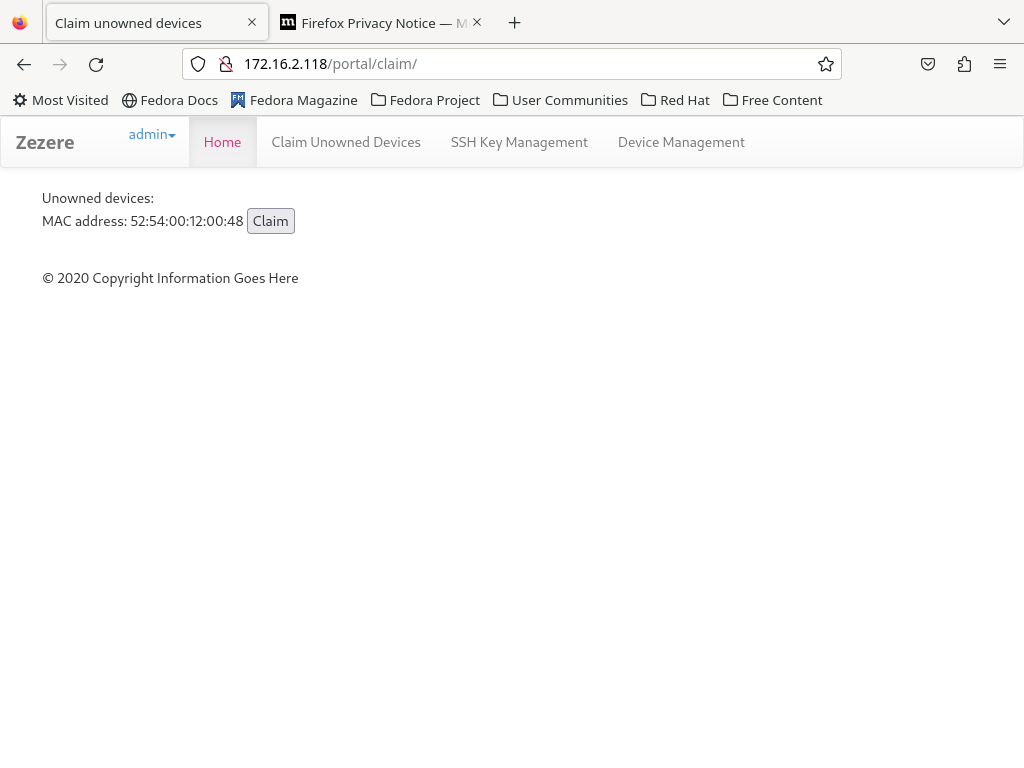 Claim unowned devices
Firefox Privacy Notice — M
172.16.2.118/portal/claim/
Most Visited Fedora Docs Fedora Magazine Fedora Project User Communities Red Hat Free Content
Zezere admin Home Claim Unowned Devices SSH Key Management Device Management
Unowned devices:
MAC address: 52:54:00:12:00:48 Claim
© 2020 Copyright Information Goes Here